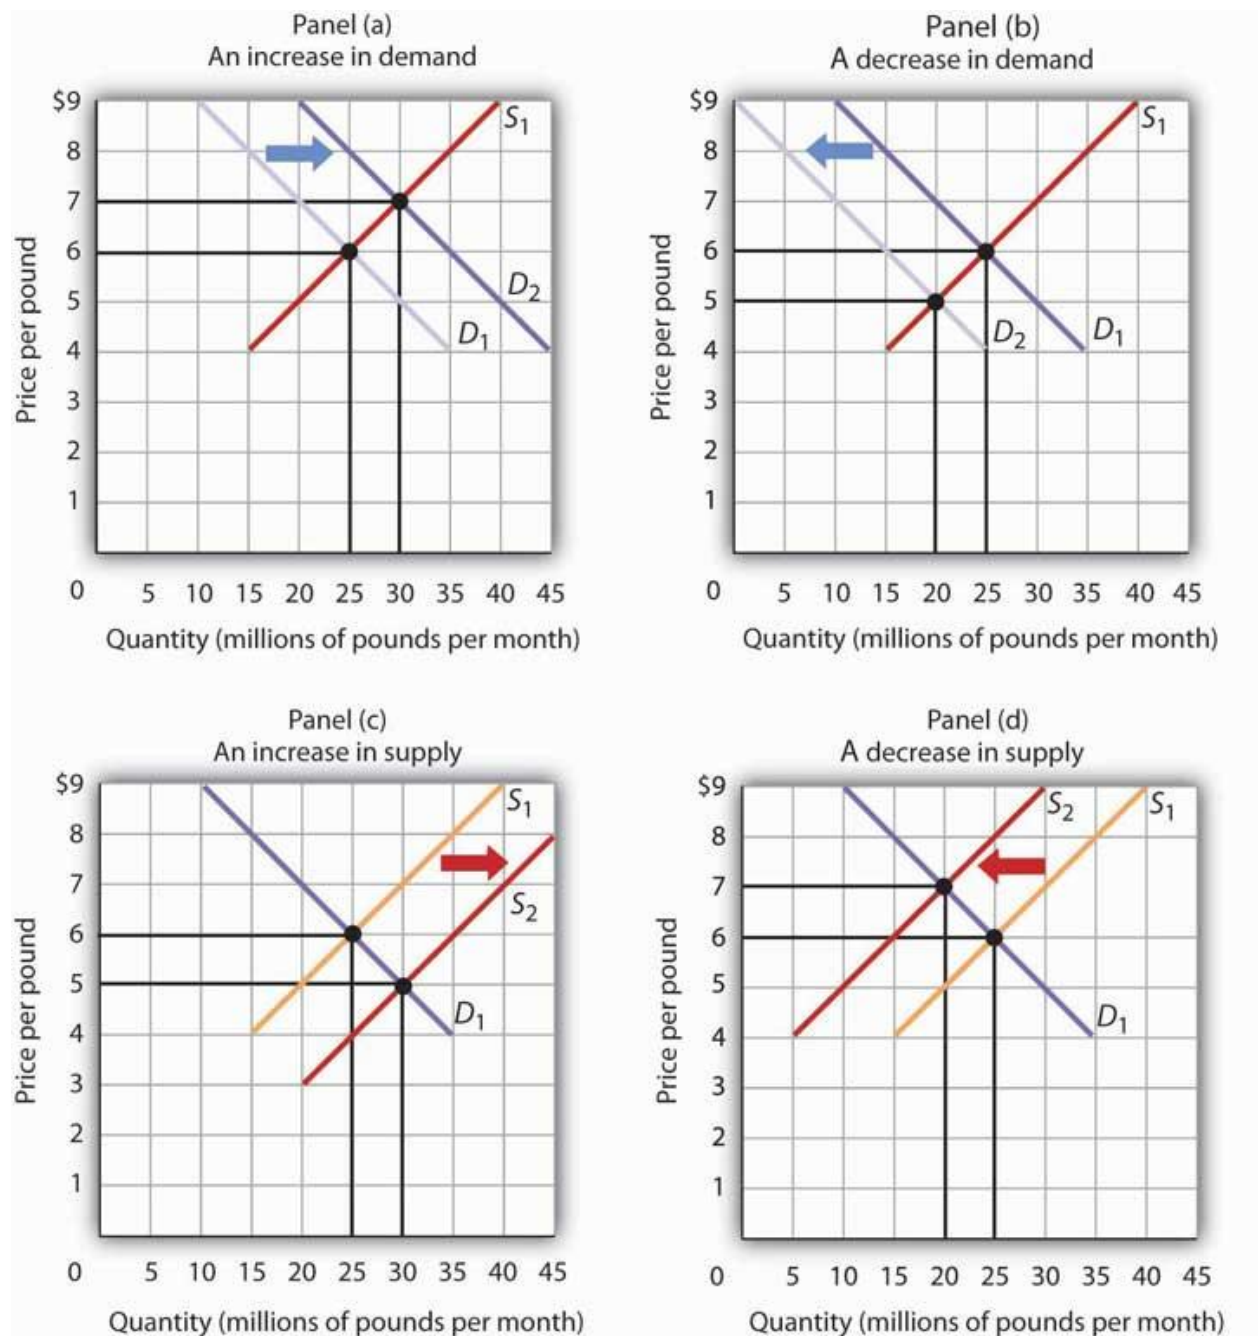 Panel (a)
An increase in demand
$9
8
7
6
5
4
3
2
1
0 5 10 15 20 25 30 35 40 45
S1
D2
D1
Price per pound
Quantity (millions of pounds per month)
Panel (b)
A decrease in demand
$9
8
7
6
5
4
3
2
1
0 5 10 15 20 25 30 35 40 45
S1
D2
D1
Price per pound
Quantity (millions of pounds per month)
Panel (c)
An increase in supply
$9
8
7
6
5
4
3
2
1
0 5 10 15 20 25 30 35 40 45
S1
S2
D1
Price per pound
Quantity (millions of pounds per month)
Panel (d)
A decrease in supply
$9
8
7
6
5
4
3
2
1
0 5 10 15 20 25 30 35 40 45
S2
S1
D1
Price per pound
Quantity (millions of pounds per month)